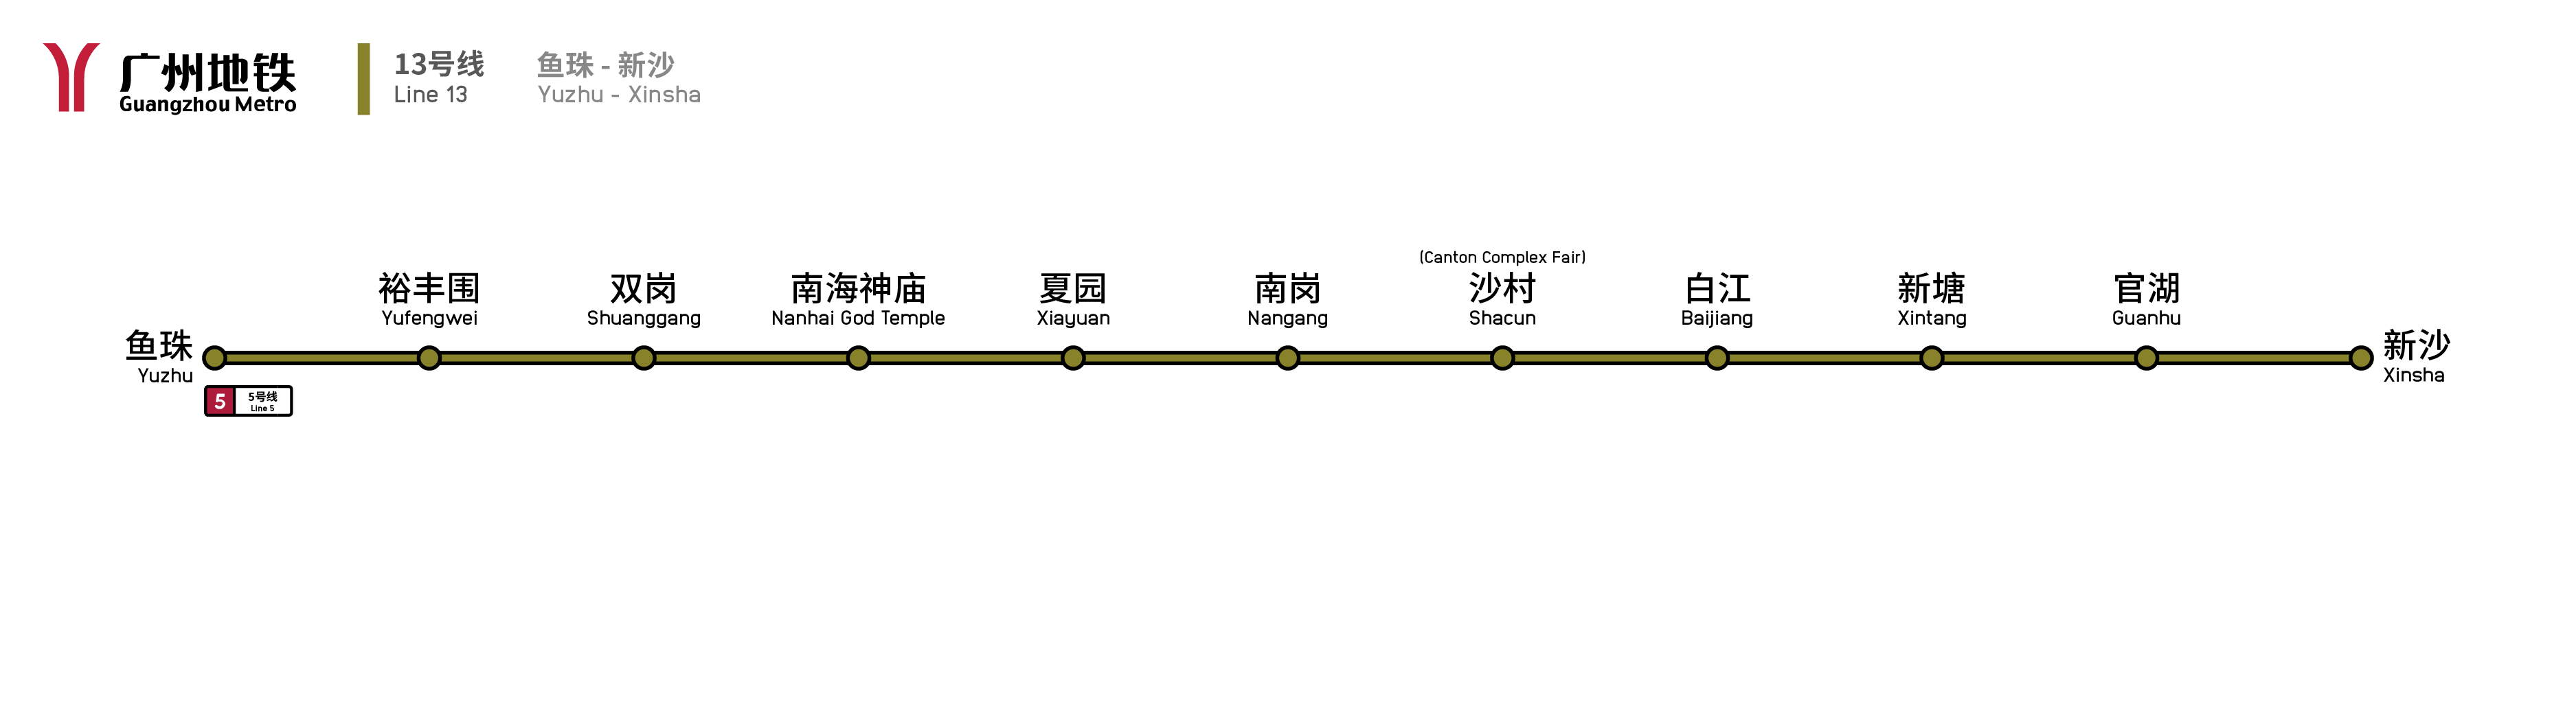 广州地铁
Guangzhou Metro
13号线
Line 13
鱼珠 - 新沙
Yuzhu - Xinsha
鱼珠
Yuzhu
5
5号线
Line 5
裕丰围
Yufengwei
双岗
Shuanggang
南海神庙
Nanhai God Temple
夏园
Xiayuan
南岗
Nangang
(Canton Complex Fair)
沙村
Shacun
白江
Baijiang
新塘
Xintang
官湖
Guanhu
新沙
Xinsha